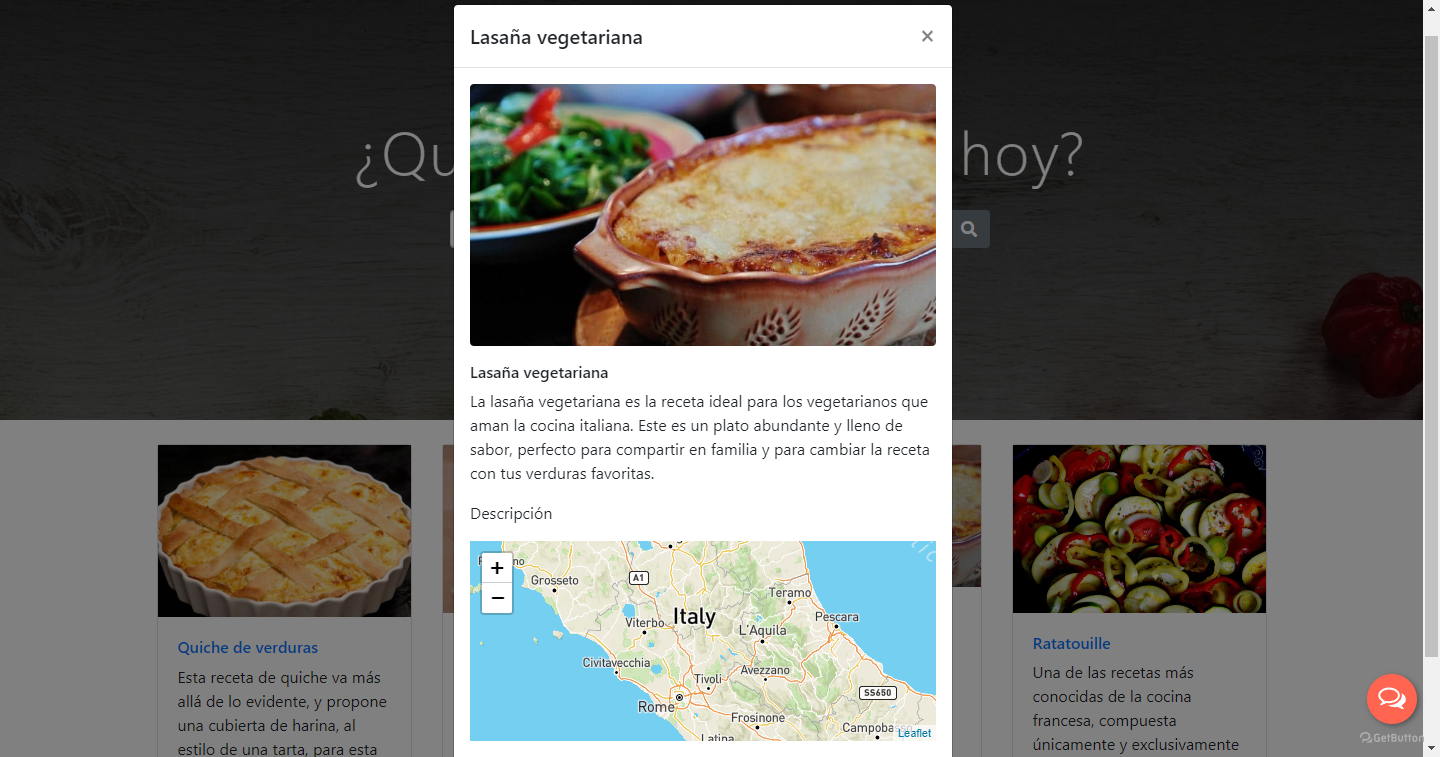 Lasaña vegetariana
×
¿Qu
hoy?
Lasaña vegetariana
La lasaña vegetariana es la receta ideal para los vegetarianos que
aman la cocina italiana. Este es un plato abundante y lleno de
sabor, perfecto para compartir en familia y para cambiar la receta
con tus verduras favoritas.
Descripción
+
−
Grosseto
A1
Italy
Teramo
Viterbo
L'Aquila
Pescara
Civitavecchia
Tivoli
Avezzano
SS650
Rome
Frosinone
Latina
Leaflet
Quiche de verduras
Esta receta de quiche va más
allá de lo evidente, y propone
una cubierta de harina, al
estilo de una tarta, para esta
Ratatouille
Una de las recetas más
conocidas de la cocina
francesa, compuesta
únicamente y exclusivamente
GetButton